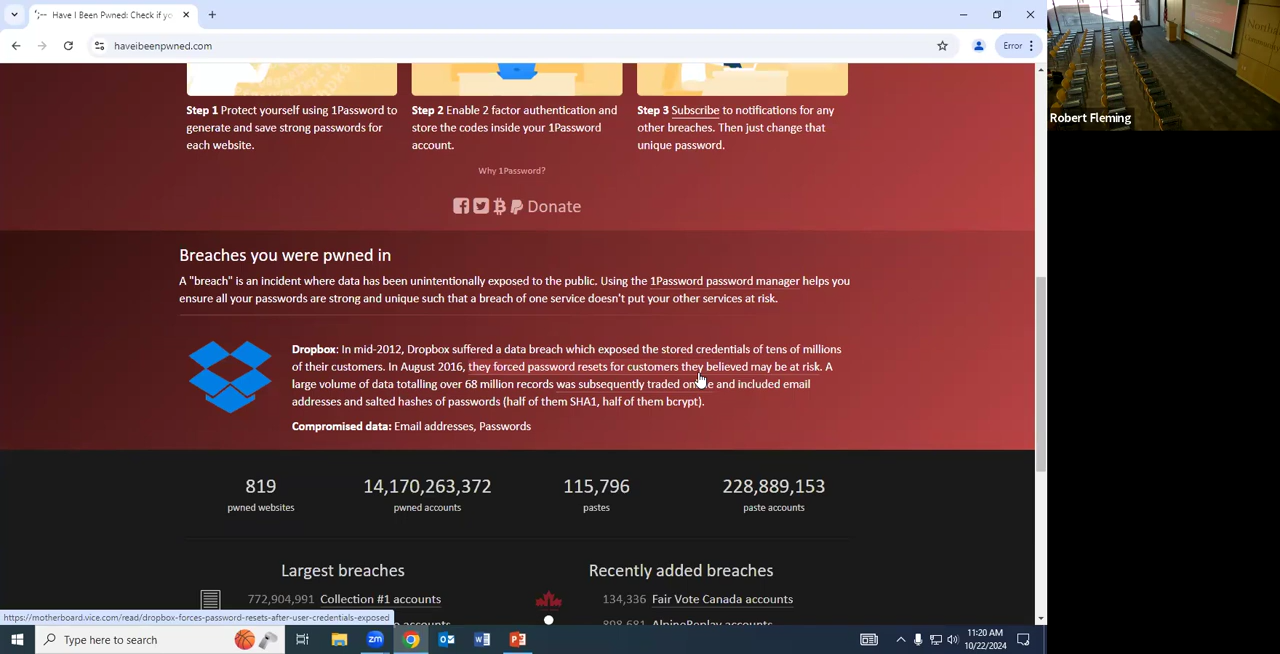 Have I Been Pwned: Check if yo
haveibeenpwned.com
Error
Step 1 Protect yourself using 1Password to
generate and save strong passwords for
each website.
Step 2 Enable 2 factor authentication and
store the codes inside your 1Password
account.
Step 3 Subscribe to notifications for any
other breaches. Then just change that
unique password.
Why 1Password?
Donate
Breaches you were pwned in
A "breach" is an incident where data has been unintentionally exposed to the public. Using the 1Password password manager helps you
ensure all your passwords are strong and unique such that a breach of one service doesn't put your other services at risk.
Dropbox: In mid-2012, Dropbox suffered a data breach which exposed the stored credentials of tens of millions
of their customers. In August 2016, they forced password resets for customers they believed may be at risk. A
large volume of data totalling over 68 million records was subsequently traded and included email
addresses and salted hashes of passwords (half of them SHA1, half of them bcrypt).
Compromised data: Email addresses, Passwords
819
pwned websites
14,170,263,372
pwned accounts
115,796
pastes
228,889,153
paste accounts
Largest breaches
772,904,991 Collection #1 accounts
Recently added breaches
134,336 Fair Vote Canada accounts
898,681 AlpineReplay accounts
https://motherboard.vice.com/read/dropbox-forces-password-resets-after-user-credentials-exposed
Type here to search
zm
11:20 AM
10/22/2024
Robert Fleming